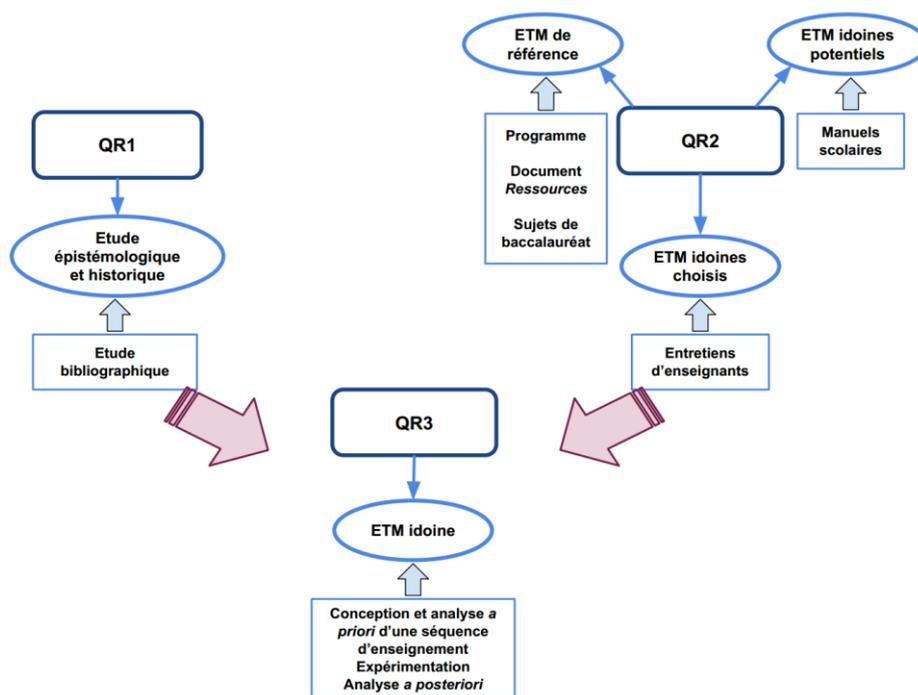 ETM de
référence
ETM idoines
potentiels
QR1
Programme
Document
Ressources
Sujets de
baccalauréat
QR2
Manuels
scolaires
Etude
épistémologique
et historique
ETM idoines
choisis
Etude
bibliographique
Entretiens
d'enseignants
QR3
ETM idoine
Conception et analyse a
priori d'une séquence
d'enseignement
Expérimentation
Analyse a posteriori